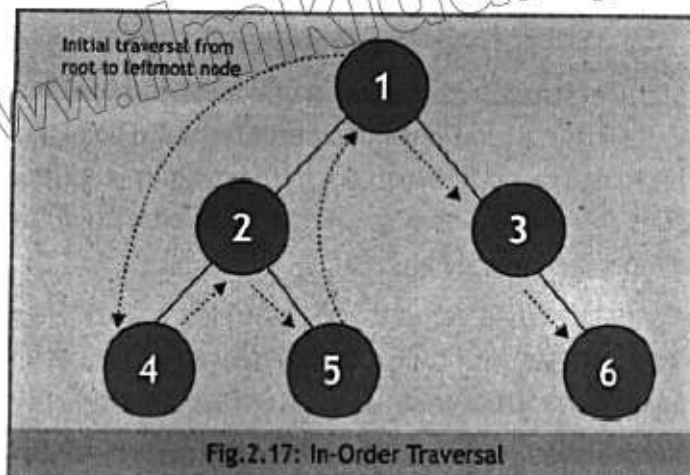 Initial traversal from
root to leftmost node
1
2
3
4
5
6
Fig.2.17: In-Order Traversal